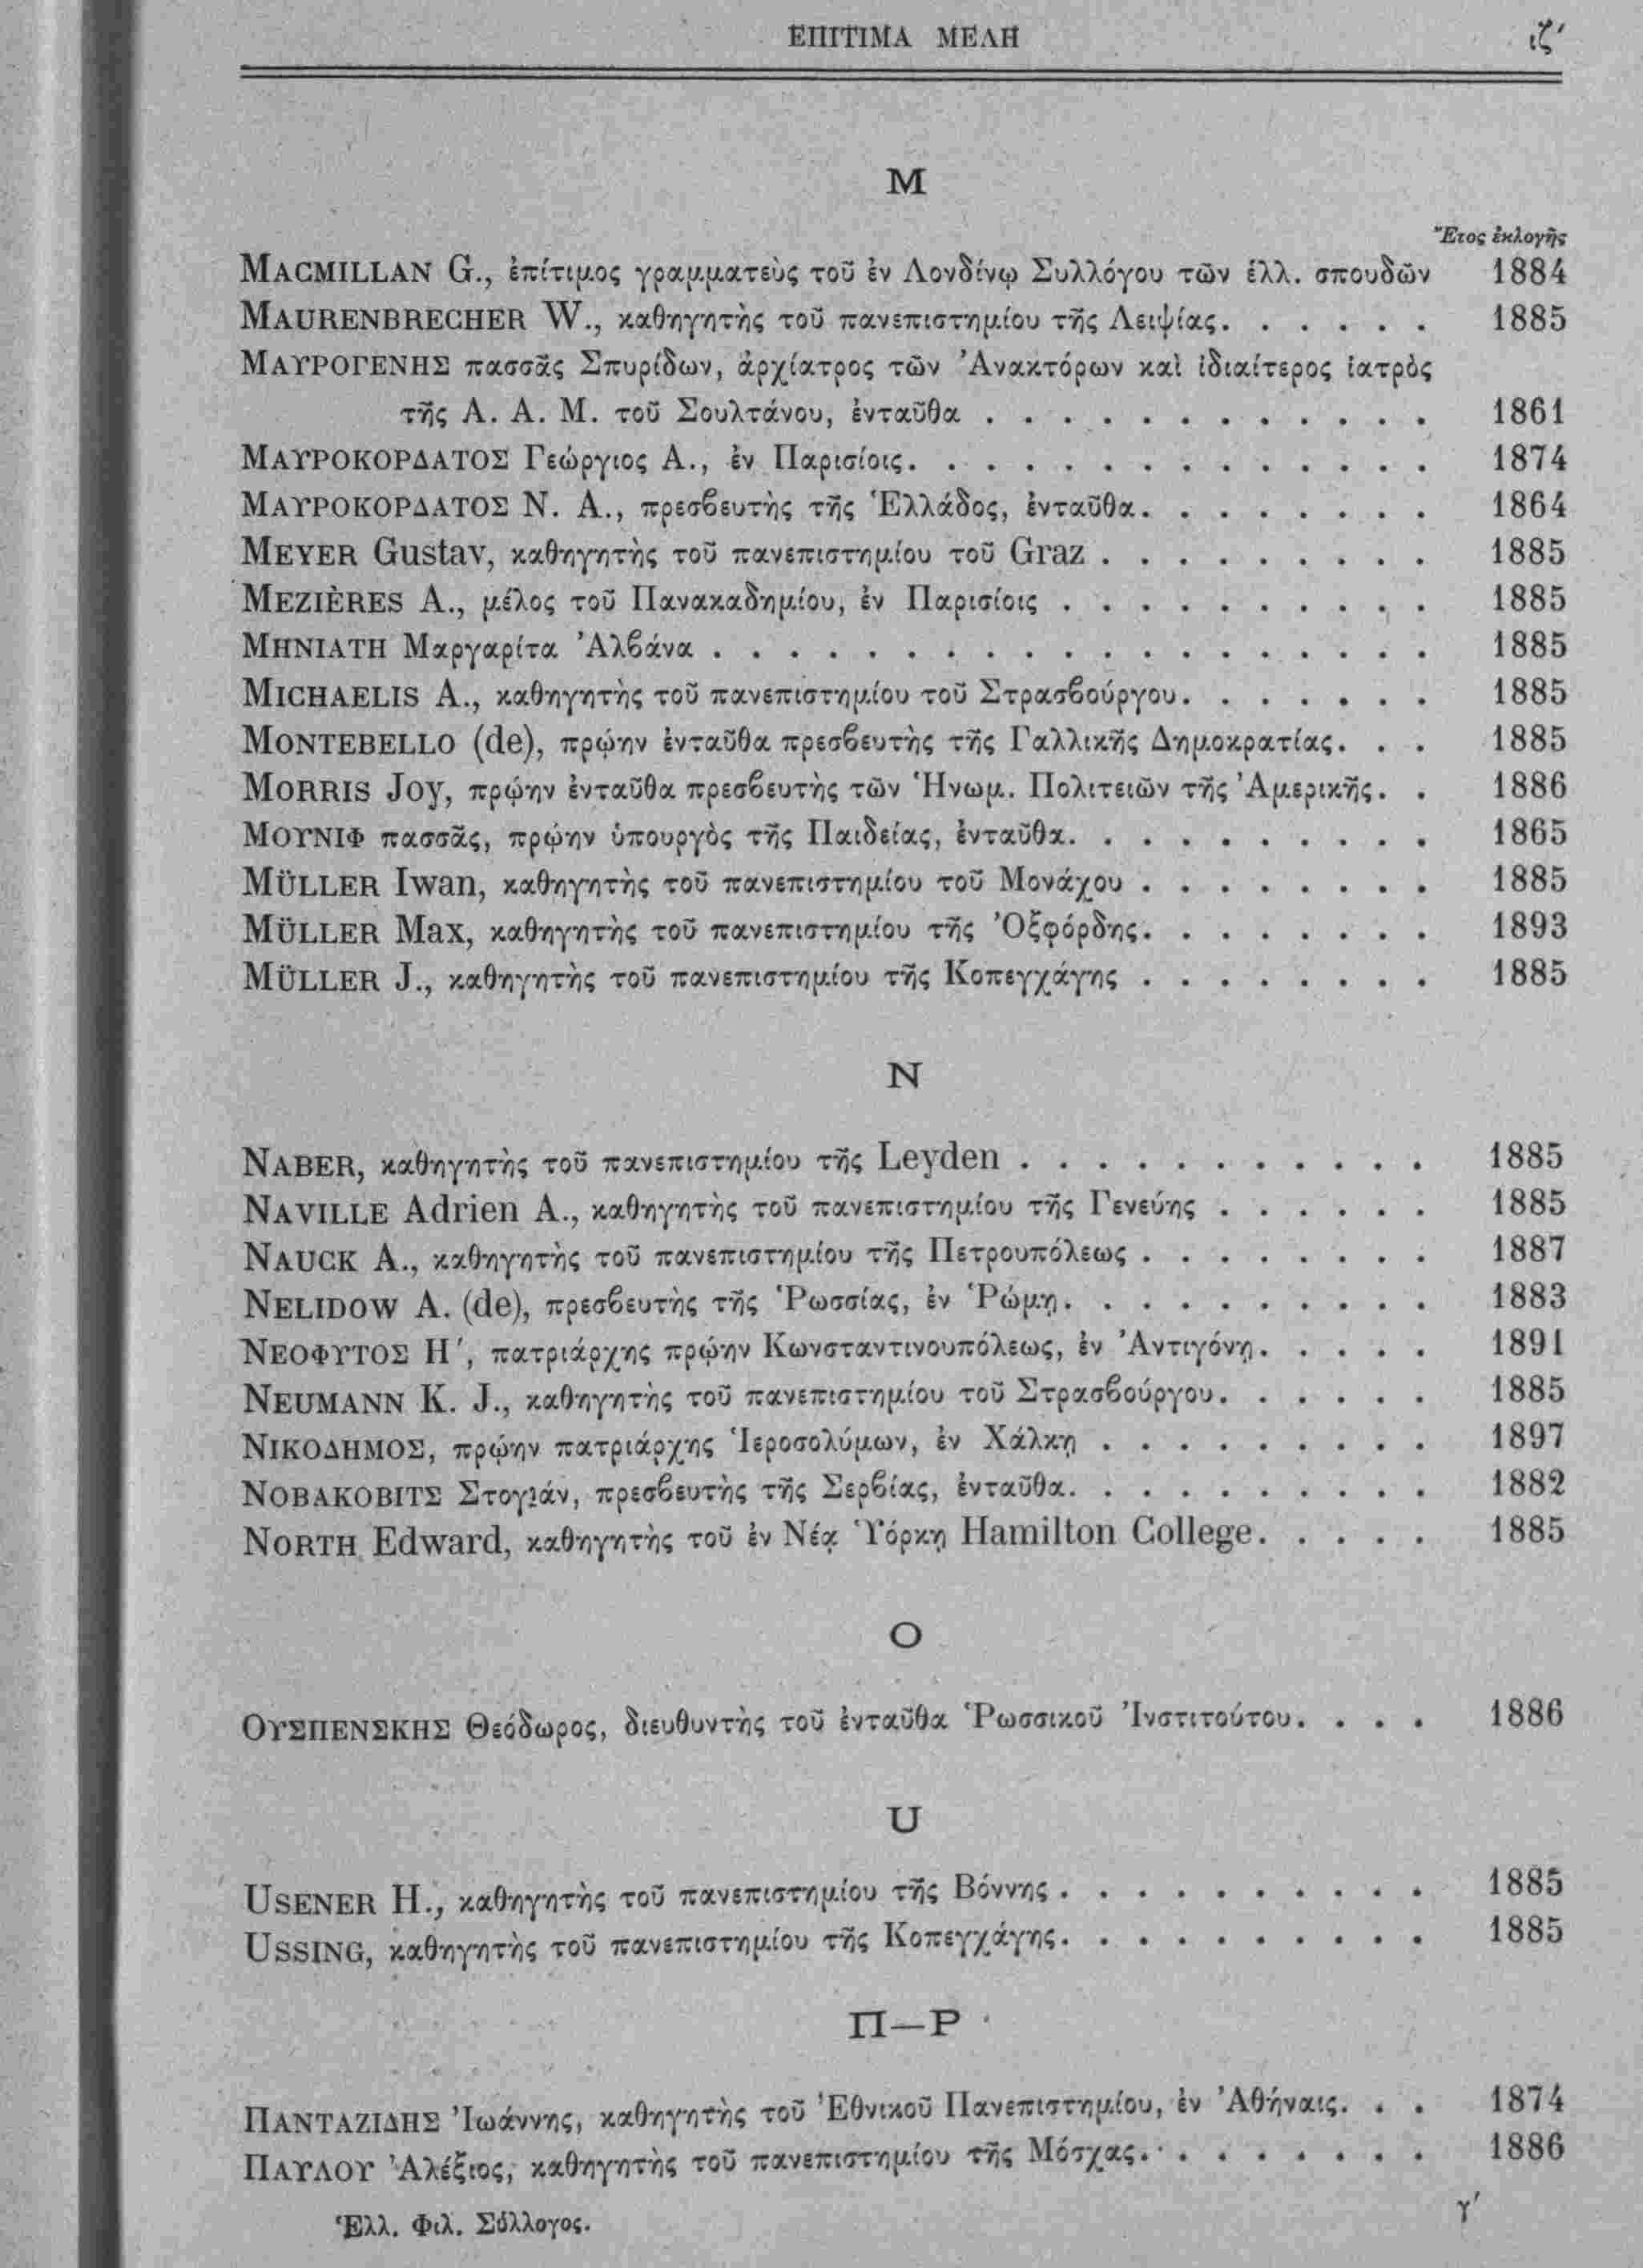 ΕΠΙΤΙΜΑ ΜΕΛΗ ιζ′
Μ
Ἔτος ἐκλογῆς
MACMILLAN G., ἐπίτιμος γραμματεὺς τοῦ ἐν Λονδίνῳ Συλλόγου τῶν ἑλλ. σπουδῶν 1884
MAURENBRECHER W., καθηγητὴς τοῦ πανεπιστημίου τῆς Λειψίας. . . . . . . 1885
ΜΑΥΡΟΓΕΝΗΣ πασσᾶς Σπυρίδων, ἀρχίατρος τῶν Ἀνακτόρων καὶ ἰδιαίτερος ἰατρὸς
τῆς Α. Α. Μ. τοῦ Σουλτάνου, ἐνταῦθα . . . . . . . . . . . . 1861
ΜΑΥΡΟΚΟΡΔΑΤΟΣ Γεώργιος Α., ἐν Παρισίοις. . . . . . . . . . . . . . 1874
ΜΑΥΡΟΚΟΡΔΑΤΟΣ Ν. Α., πρεσβευτὴς τῆς Ἑλλάδος, ἐνταῦθα. . . . . . . . 1864
MEYER Gustav, καθηγητὴς τοῦ πανεπιστημίου τοῦ Graz . . . . . . . . . 1885
MEZIÈRES A., μέλος τοῦ Πανακαδημίου, ἐν Παρισίοις . . . . . . . . . . 1885
ΜΗΝΙΑΤΗ Μαργαρίτα Ἀλβάνα . . . . . . . . . . . . . . . . . . . 1885
MICHAELIS A., καθηγητὴς τοῦ πανεπιστημίου τοῦ Στρασβούργου. . . . . . . 1885
MONTEBELLO (de), πρῴην ἐνταῦθα πρεσβευτὴς τῆς Γαλλικῆς Δημοκρατίας. . . 1885
MORRIS Joy, πρῴην ἐνταῦθα πρεσβευτὴς τῶν Ἡνωμ. Πολιτειῶν τῆς Ἀμερικῆς. . 1886
ΜΟΥΝΙΦ πασσᾶς, πρῴην ὑπουργὸς τῆς Παιδείας, ἐνταῦθα. . . . . . . . . . 1865
MÜLLER Iwan, καθηγητὴς τοῦ πανεπιστημίου τοῦ Μονάχου . . . . . . . . 1885
MÜLLER Max, καθηγητὴς τοῦ πανεπιστημίου τῆς Ὀξφόρδης. . . . . . . . 1893
MÜLLER J., καθηγητὴς τοῦ πανεπιστημίου τῆς Κοπεγχάγης . . . . . . . . 1885
Ν
NABER, καθηγητὴς τοῦ πανεπιστημίου τῆς Leyden . . . . . . . . . . . 1885
NAVILLE Adrien A., καθηγητὴς τοῦ πανεπιστημίου τῆς Γενεύης . . . . . . 1885
NAUCK A., καθηγητὴς τοῦ πανεπιστημίου τῆς Πετρουπόλεως . . . . . . . . 1887
NELIDOW A. (de), πρεσβευτὴς τῆς Ῥωσσίας, ἐν Ῥώμῃ. . . . . . . . . . 1883
ΝΕΟΦΥΤΟΣ Η′, πατριάρχης πρῴην Κωνσταντινουπόλεως, ἐν Ἀντιγόνῃ. . . . . 1891
NEUMANN K. J., καθηγητὴς τοῦ πανεπιστημίου τοῦ Στρασβούργου. . . . . . 1885
ΝΙΚΟΔΗΜΟΣ, πρῴην πατριάρχης Ἱεροσολύμων, ἐν Χάλκῃ . . . . . . . . . 1897
ΝΟΒΑΚΟΒΙΤΣ Στογιάν, πρεσβευτὴς τῆς Σερβίας, ἐνταῦθα. . . . . . . . . . 1882
NORTH Edward, καθηγητὴς τοῦ ἐν Νέᾳ Ὑόρκῃ Hamilton College. . . . . 1885
Ο
ΟΥΣΠΕΝΣΚΗΣ Θεόδωρος, διευθυντὴς τοῦ ἐνταῦθα Ῥωσσικοῦ Ἰνστιτούτου. . . . 1886
U
USENER H., καθηγητὴς τοῦ πανεπιστημίου τῆς Βόννης . . . . . . . . . . 1885
USSING, καθηγητὴς τοῦ πανεπιστημίου τῆς Κοπεγχάγης. . . . . . . . . . 1885
Π—Ρ
ΠΑΝΤΑΖΙΔΗΣ Ἰωάννης, καθηγητὴς τοῦ Ἐθνικοῦ Πανεπιστημίου, ἐν Ἀθήναις. . . 1874
ΠΑΥΛΟΥ Ἀλέξιος, καθηγητὴς τοῦ πανεπιστημίου τῆς Μόσχας. . . . . . . . 1886
Ἑλλ. Φιλ. Σύλλογος. γ′